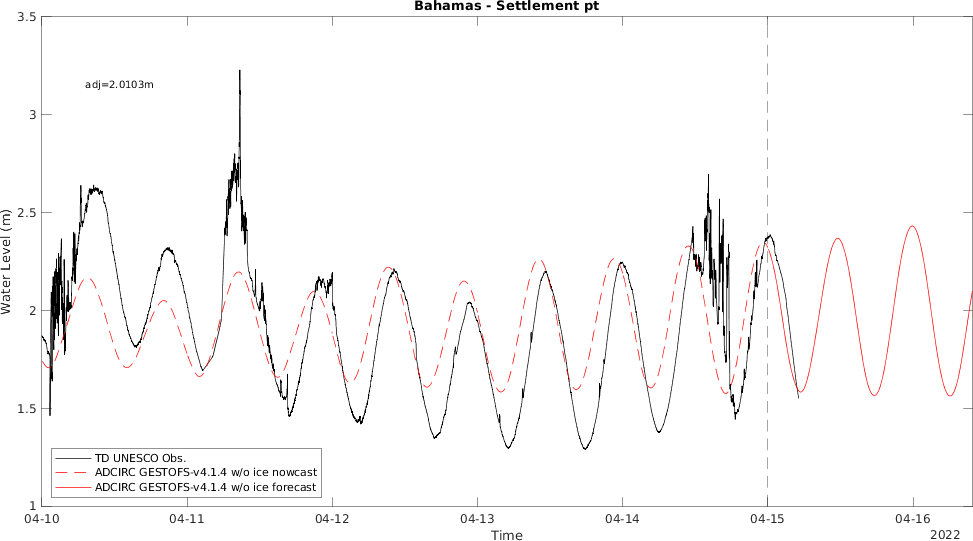 Bahamas - Settlement pt
3.5
adj=2.0103m
3
2.5
Water Level (m)
2
1.5
TD UNESCO Obs.
ADCIRC GESTOFS-v4.1.4 w/o ice nowcast
ADCIRC GESTOFS-v4.1.4 w/o ice forecast
1
04-10 04-11 04-12 04-13 04-14 04-15 04-16
Time
2022